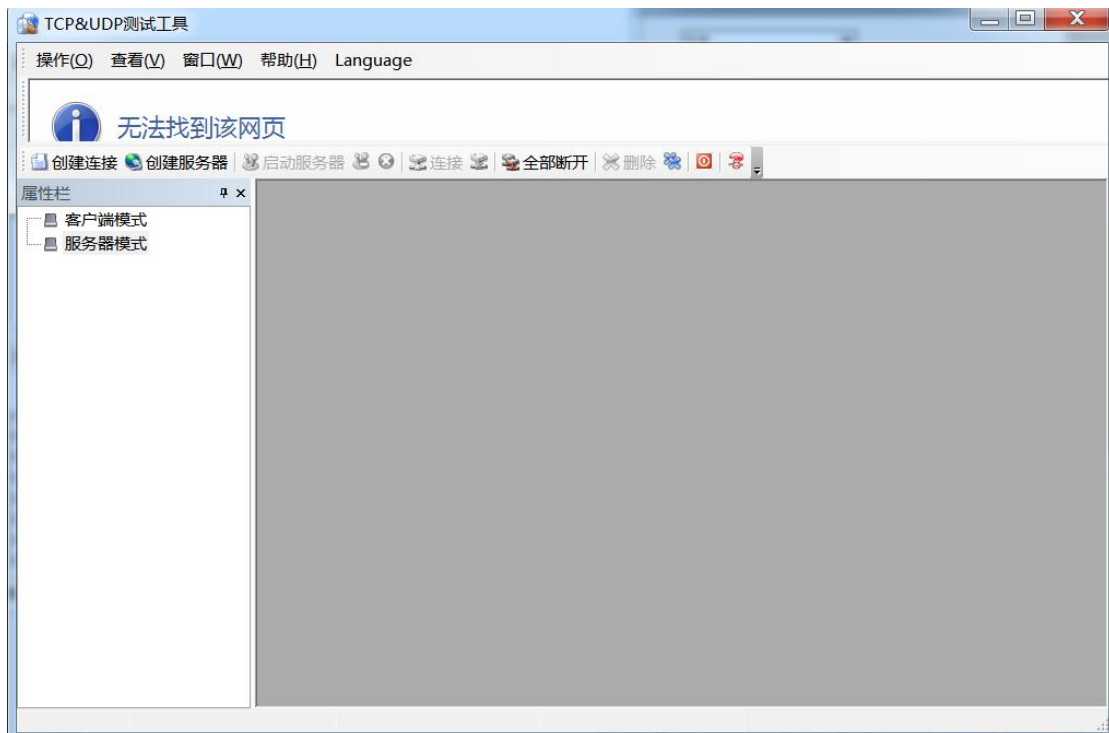 TCP&UDP测试工具
操作(O) 查看(V) 窗口(W) 帮助(H) Language
无法找到该网页
创建连接 创建服务器 启动服务器 连接 全部断开 删除
属性栏
客户端模式
服务器模式